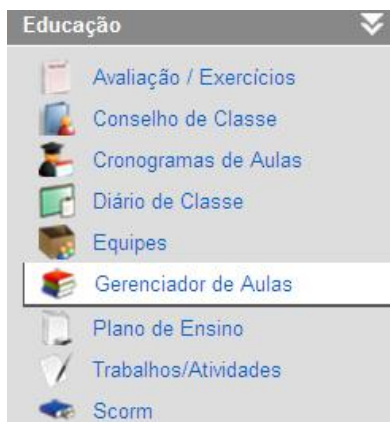 Educação
Avaliação / Exercícios
Conselho de Classe
Cronogramas de Aulas
Diário de Classe
Equipes
Gerenciador de Aulas
Plano de Ensino
Trabalhos/Atividades
Scorm